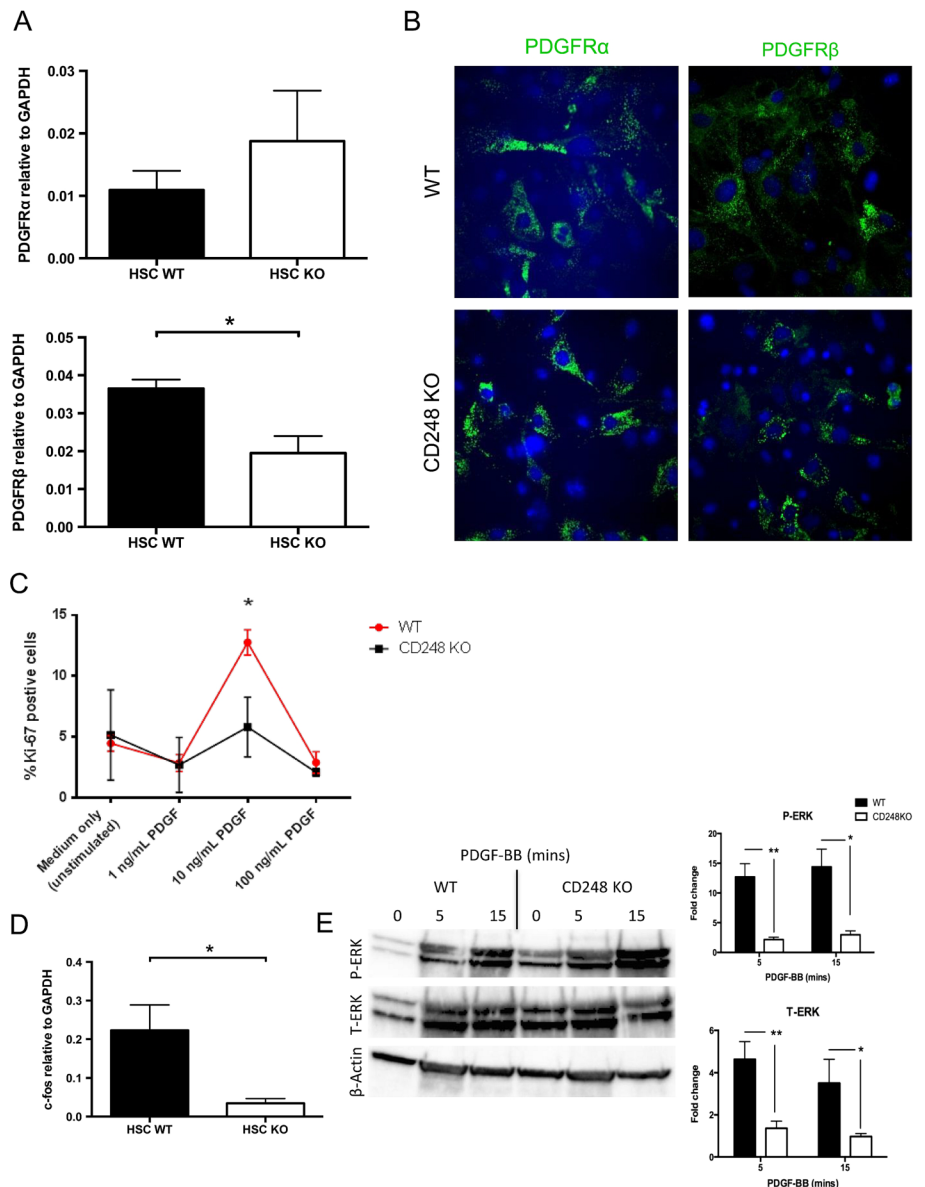 A
PDGFRα relative to GAPDH
0.03
0.02
0.01
0.00
HSC WT
HSC KO
PDGFRβ relative to GAPDH
*
0.05
0.04
0.03
0.02
0.01
0.00
HSC WT
HSC KO
B
PDGFRα
PDGFRβ
WT
CD248 KO
C
%Ki-67 postive cells
15
10
5
0
*
WT
CD248 KO
Medium only
(unstimulated)
1 ng/mL PDGF
10 ng/mL PDGF
100 ng/mL PDGF
D
c-fos relative to GAPDH
*
0.4
0.3
0.2
0.1
0.0
HSC WT
HSC KO
E
PDGF-BB (mins)
WT
CD248 KO
0 5 15 0 5 15
P-ERK
T-ERK
β-Actin
P-ERK
WT
CD248KO
Fold change
20
15
10
5
0
**
*
5
15
PDGF-BB (mins)
T-ERK
Fold change
6
4
2
0
**
*
5
15
PDGF-BB (mins)